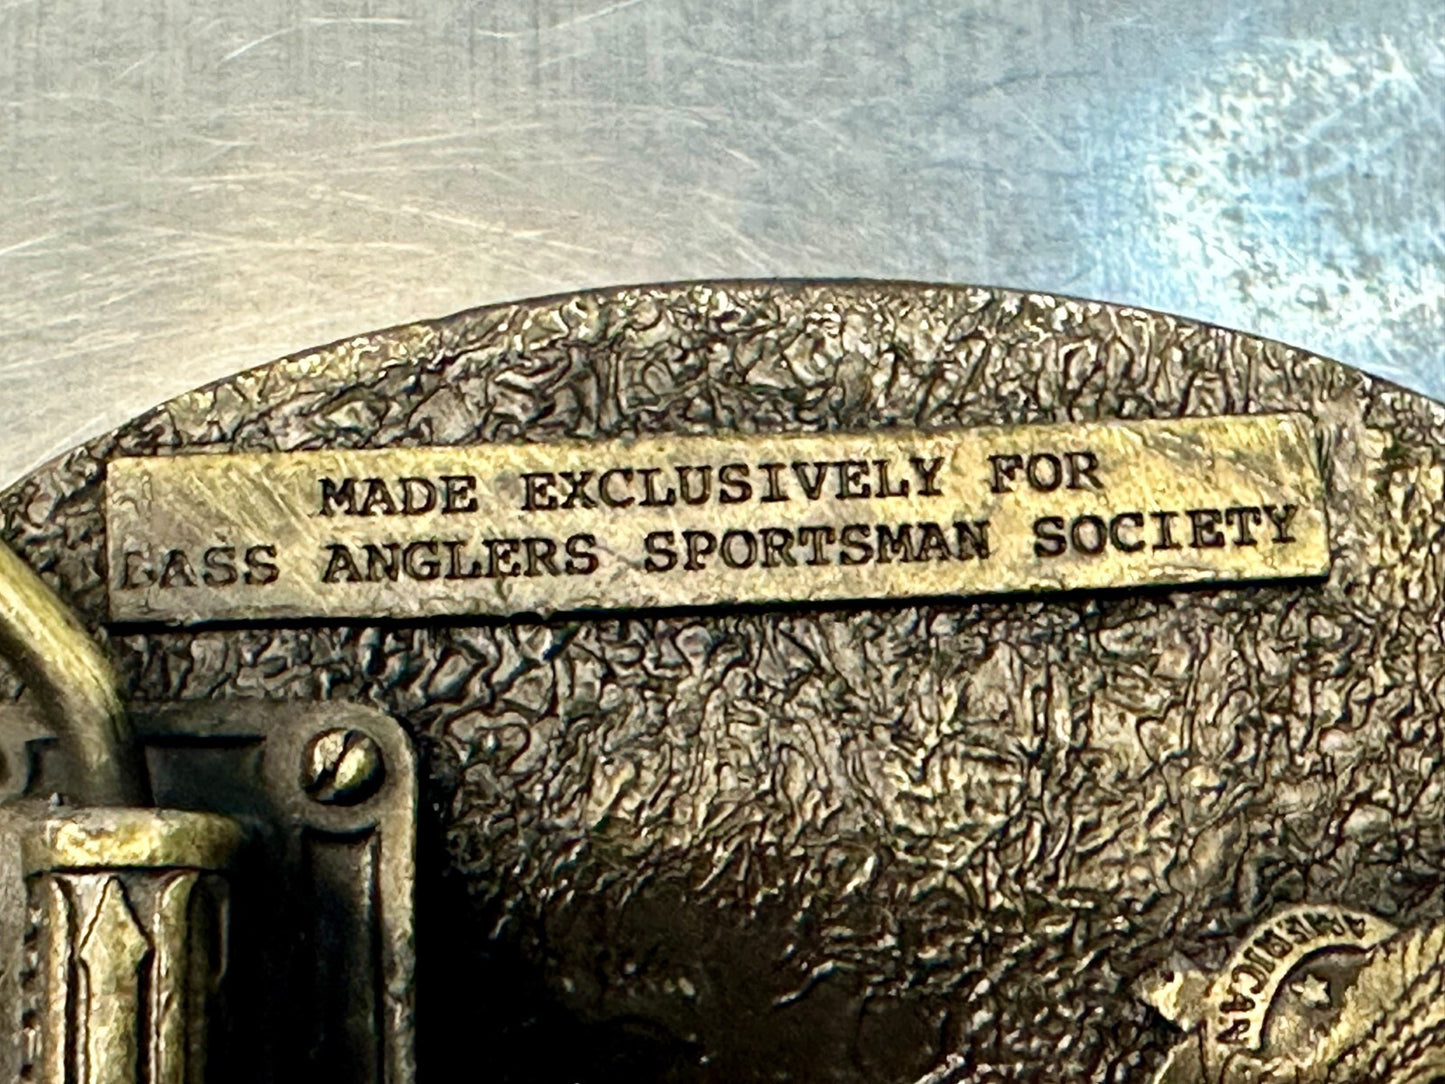 MADE EXCLUSIVELY FOR
BASS ANGLERS SPORTSMAN SOCIETY
AMERICAN